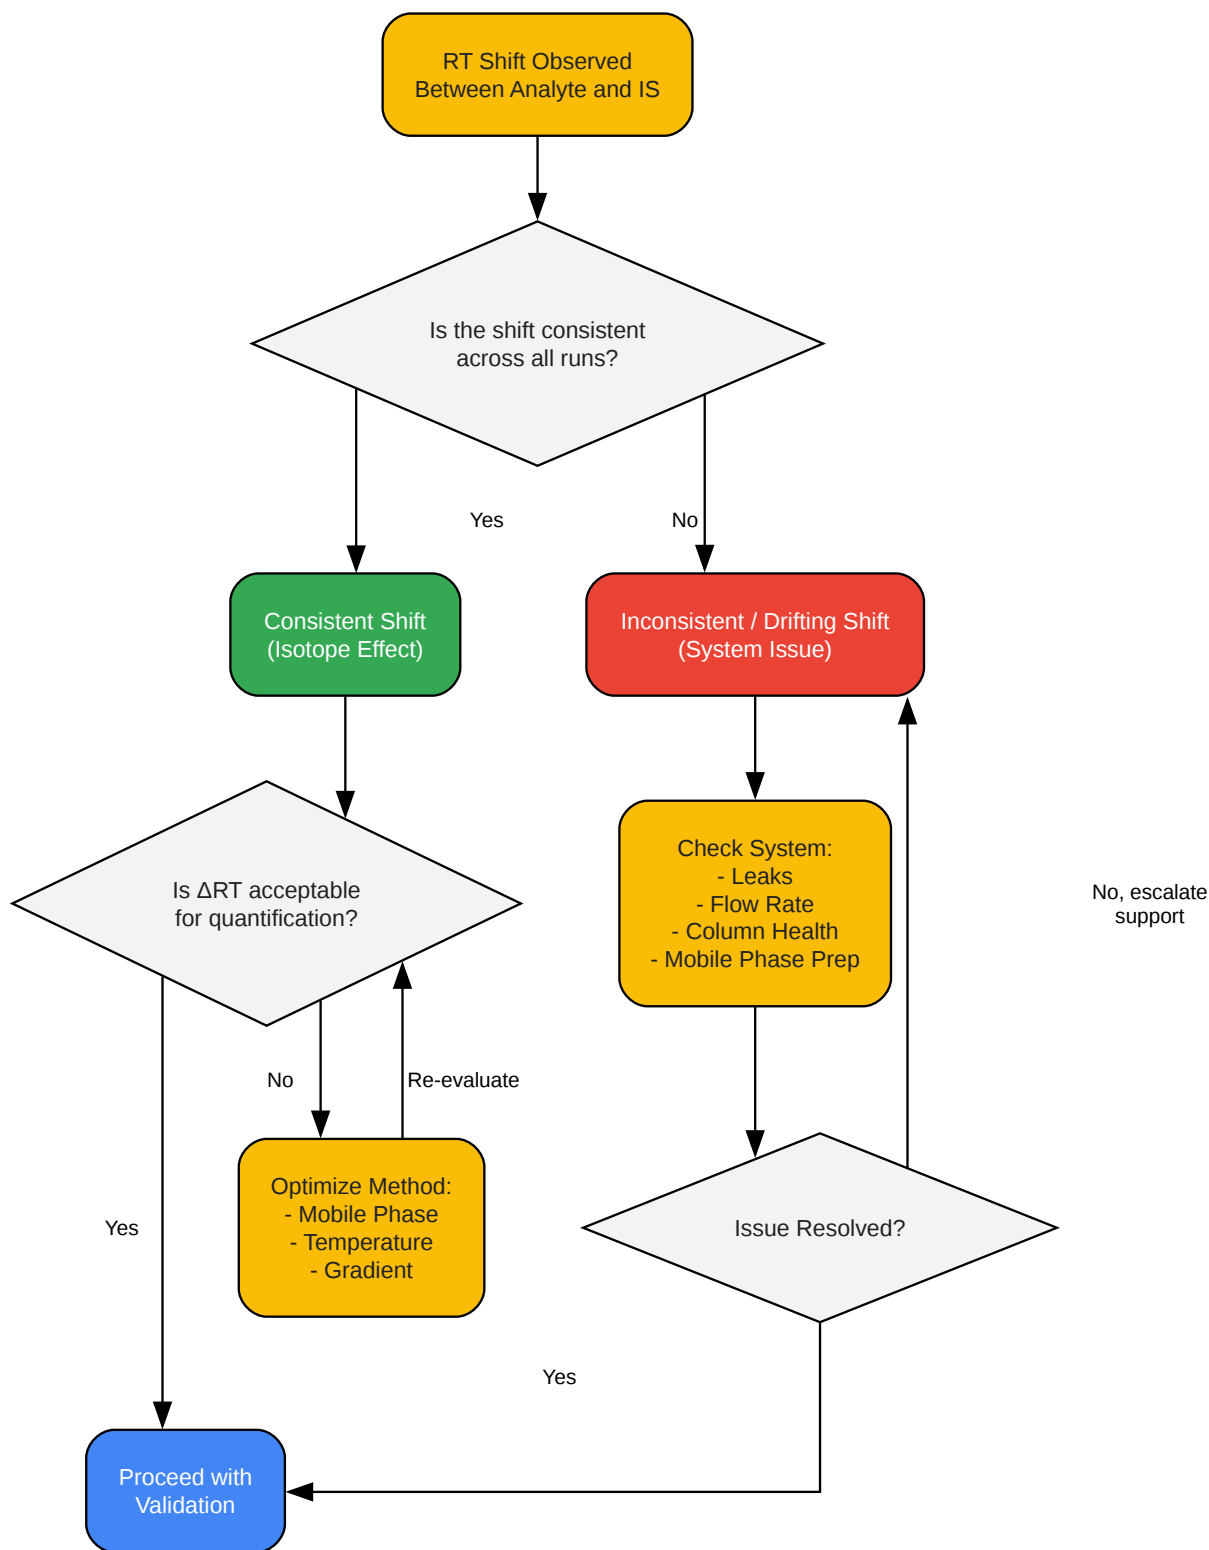 RT Shift Observed
Between Analyte and IS
Is the shift consistent
across all runs?
Yes
No
Consistent Shift
(Isotope Effect)
Inconsistent / Drifting Shift
(System Issue)
Is ΔRT acceptable
for quantification?
Check System:
- Leaks
- Flow Rate
- Column Health
- Mobile Phase Prep
No, escalate
support
No
Re-evaluate
Optimize Method:
- Mobile Phase
- Temperature
- Gradient
Yes
Issue Resolved?
Yes
Proceed with
Validation